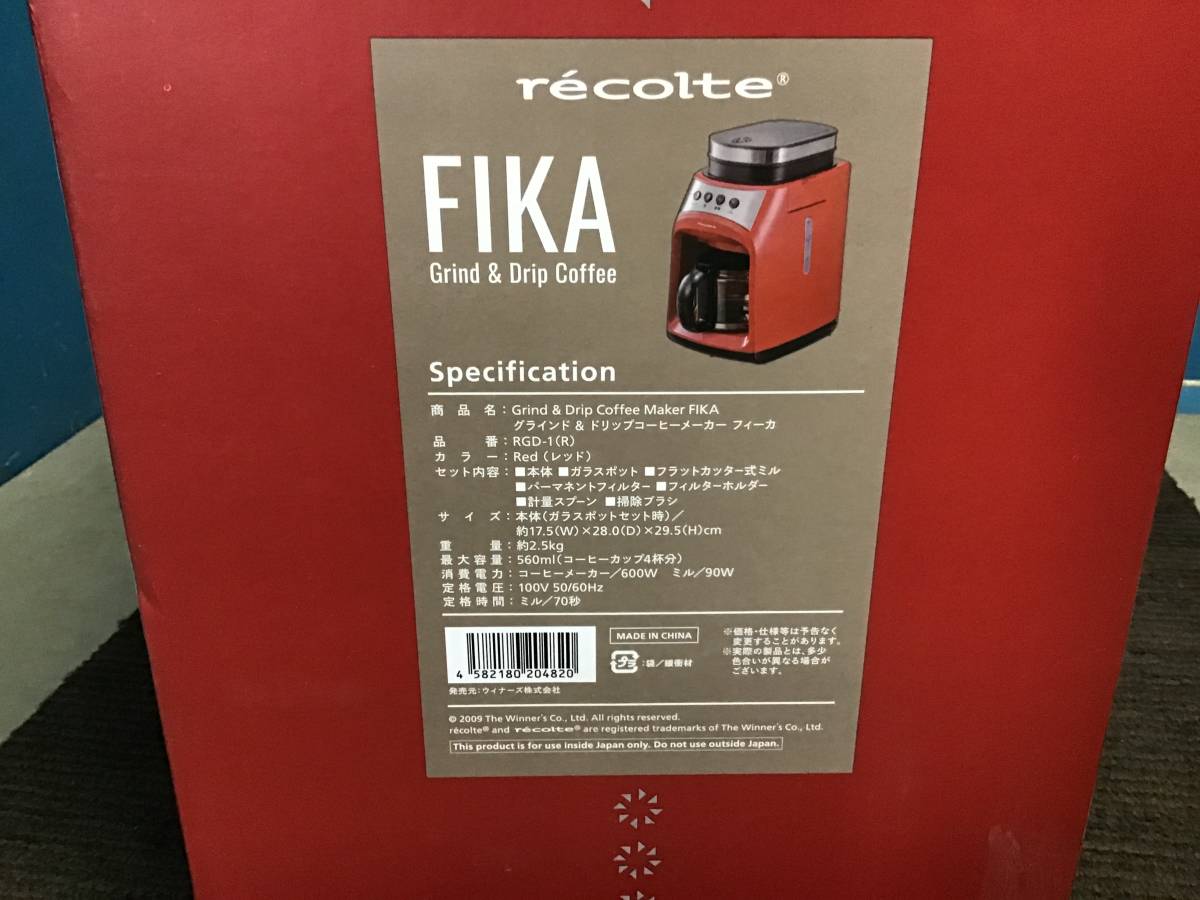 récolte®
FIKA
Grind & Drip Coffee
Specification
商品名：Grind & Drip Coffee Maker FIKA
グラインド & ドリップコーヒーメーカー フィーカ
品番：RGD-1（R）
カラー：Red（レッド）
セット内容：■本体 ■ガラスポット ■フラットカッター式ミル
■パーマネントフィルター ■フィルターホルダー
■計量スプーン ■掃除ブラシ
サイズ：本体（ガラスポットセット時）／
約17.5（W）×28.0（D）×29.5（H）cm
重量：約2.5kg
最大容量：560ml（コーヒーカップ4杯分）
消費電力：コーヒーメーカー／600W ミル／90W
定格電圧：100V 50/60Hz
定格時間：ミル／70秒
4 582180 204820
発売元：ウィナーズ株式会社
MADE IN CHINA
プラ：袋／緩衝材
※価格・仕様等は予告なく
変更することがあります。
※実際の製品とは、多少
色合いが異なる場合が
ございます。
© 2009 The Winner's Co., Ltd. All rights reserved.
récolte® and récolte® are registered trademarks of The Winner's Co., Ltd.
This product is for use inside Japan only. Do not use outside Japan.